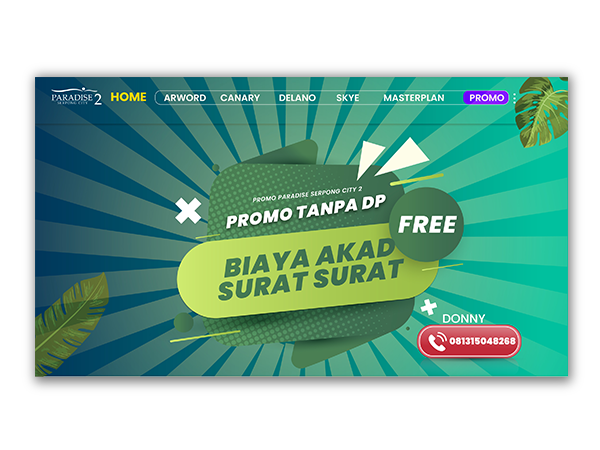 PARADISE 2
SERPONG CITY
HOME ARWORD CANARY DELANO SKYE MASTERPLAN PROMO
PROMO PARADISE SERPONG CITY 2
PROMO TANPA DP
FREE
BIAYA AKAD
SURAT SURAT
DONNY
081315048268